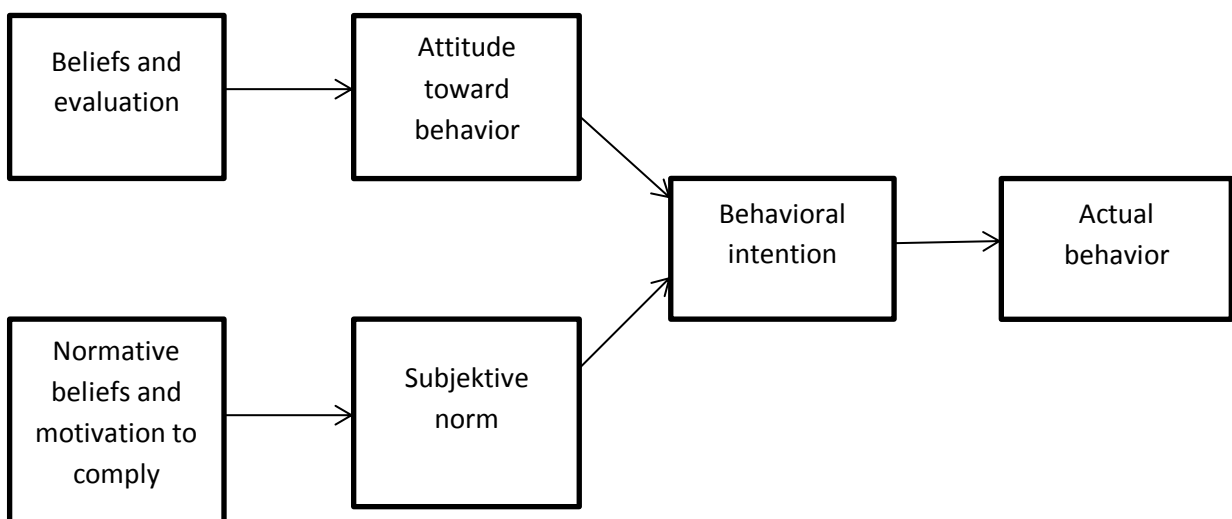 Beliefs and
evaluation
Attitude
toward
behavior
Behavioral
intention
Actual
behavior
Normative
beliefs and
motivation to
comply
Subjektive
norm